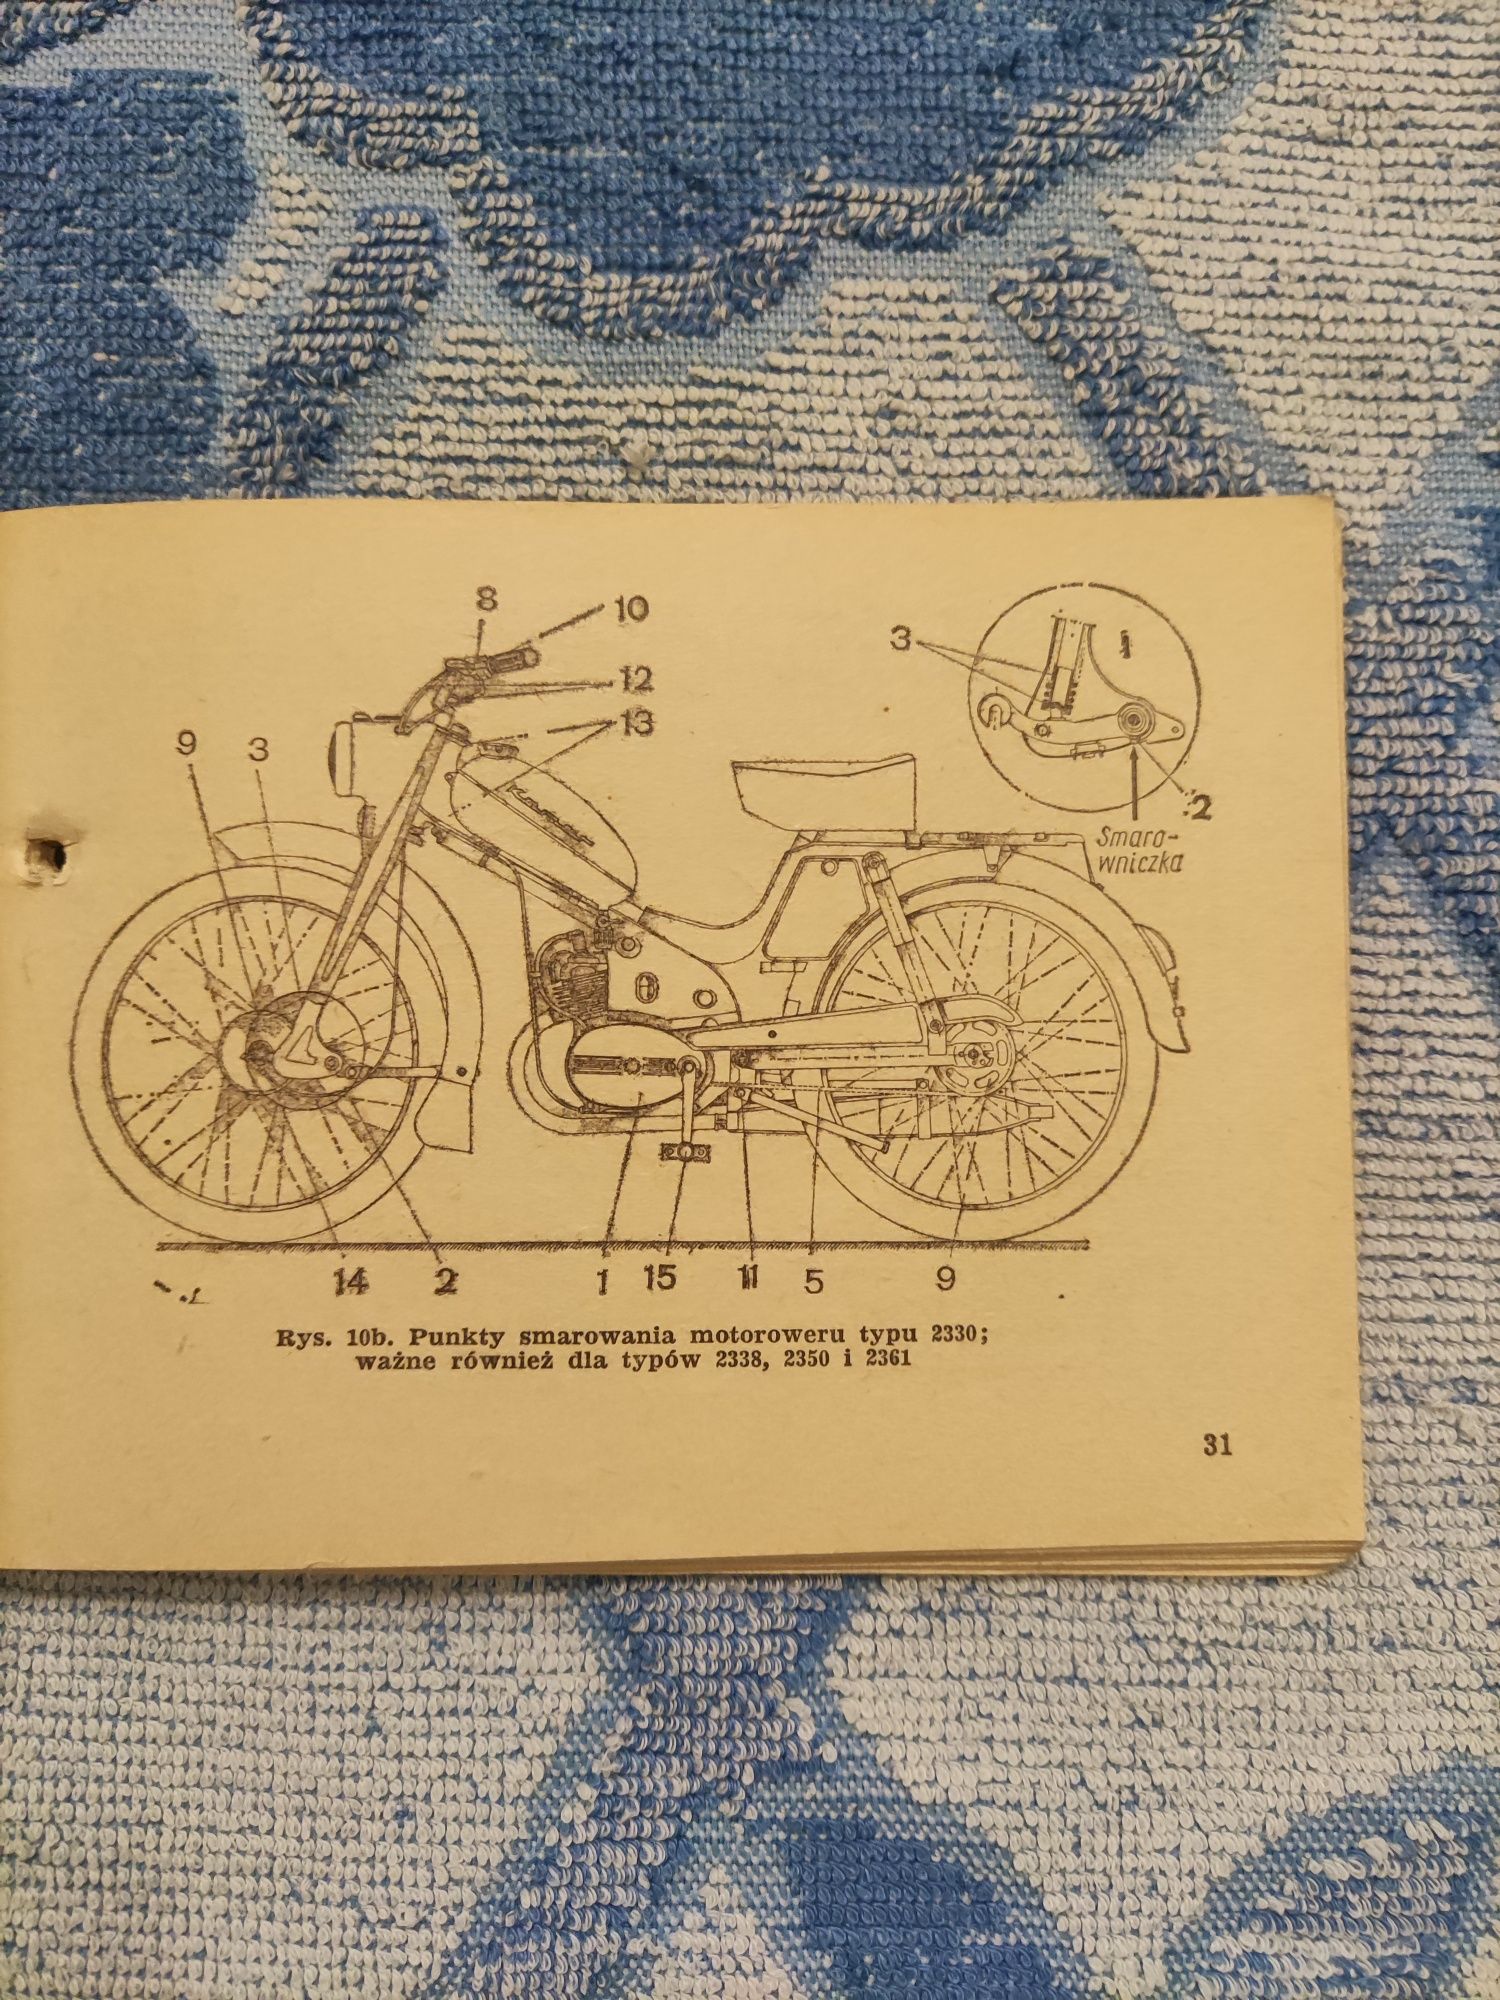 8
10
12
13
9 3
3
1
2
Smaro-
wniczka
14 2 1 15 11 5 9
Rys. 10b. Punkty smarowania motoroweru typu 2330;
ważne również dla typów 2338, 2350 i 2361
31